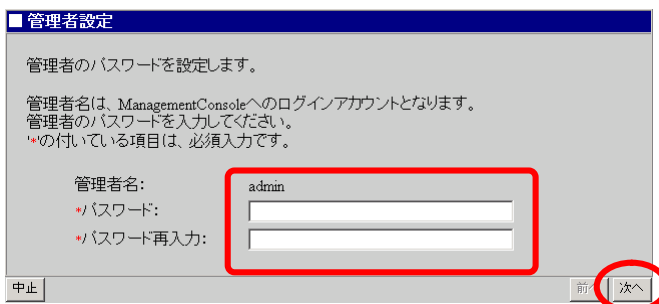 ■ 管理者設定
管理者のパスワードを設定します。
管理者名は、ManagementConsoleへのログインアカウントとなります。
管理者のパスワードを入力してください。
'*'の付いている項目は、必須入力です。
管理者名: admin
*パスワード:
*パスワード再入力:
中止 前へ 次へ